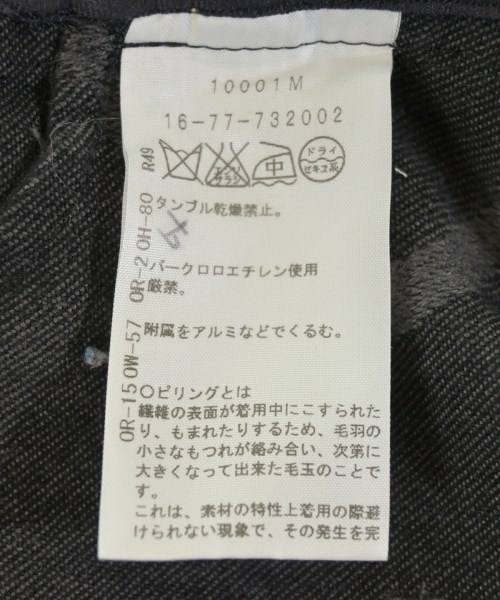 10001M
16-77-732002
R49
中
ドライ
セキユ系
タンブル乾燥禁止。
パークロロエチレン使用
厳禁。
附属をアルミなどでくるむ。
OR-15OW-57 OR-2OH-80
〇ピリングとは
繊維の表面が着用中にこすられた
り、もまれたりするため、毛羽の
小さなもつれが絡み合い、次第に
大きくなって出来た毛玉のことで
す。
これは、素材の特性上着用の際避
けられない現象で、その発生を完